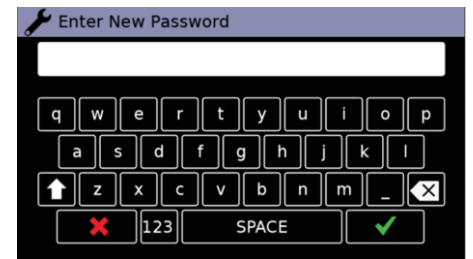 Enter New Password
q w e r t y u i o p
a s d f g h j k l
z x c v b n m _
123 SPACE